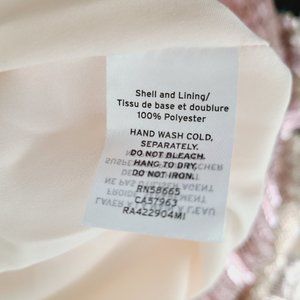 Shell and Lining/
Tissu de base et doublure
100% Polyester
HAND WASH COLD,
SEPARATELY.
DO NOT BLEACH.
HANG TO DRY.
DO NOT IRON.
RN58665
CA57963
RA422904MI